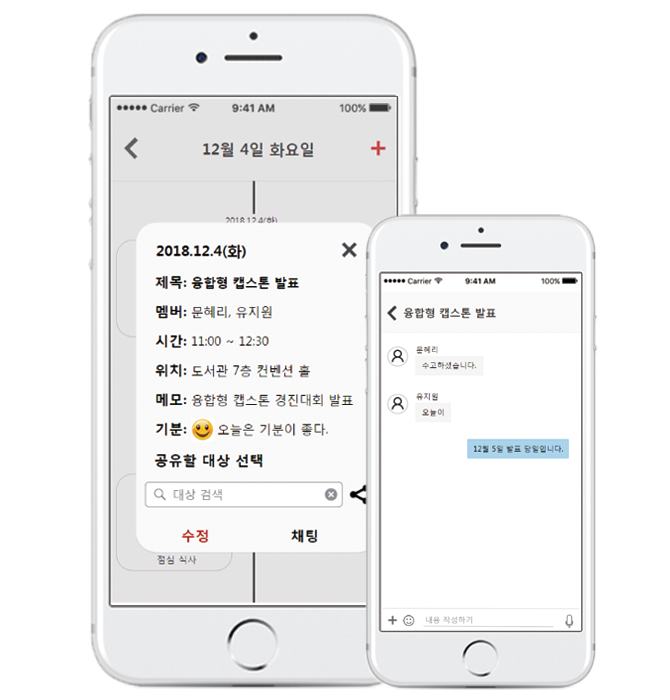 Carrier 9:41 AM 100%
12월 4일 화요일
2018.12.4(화)
2018.12.4(화)
제목: 융합형 캡스톤 발표
멤버: 문혜리, 유지원
시간: 11:00 ~ 12:30
위치: 도서관 7층 컨벤션 홀
메모: 융합형 캡스톤 경진대회 발표
기분: 오늘은 기분이 좋다.
공유할 대상 선택
대상 검색
수정 채팅
점심 식사
Carrier 9:41 AM 100%
융합형 캡스톤 발표
문혜리
수고하셨습니다.
유지원
오늘이
12월 5일 발표 당일입니다.
내용 작성하기